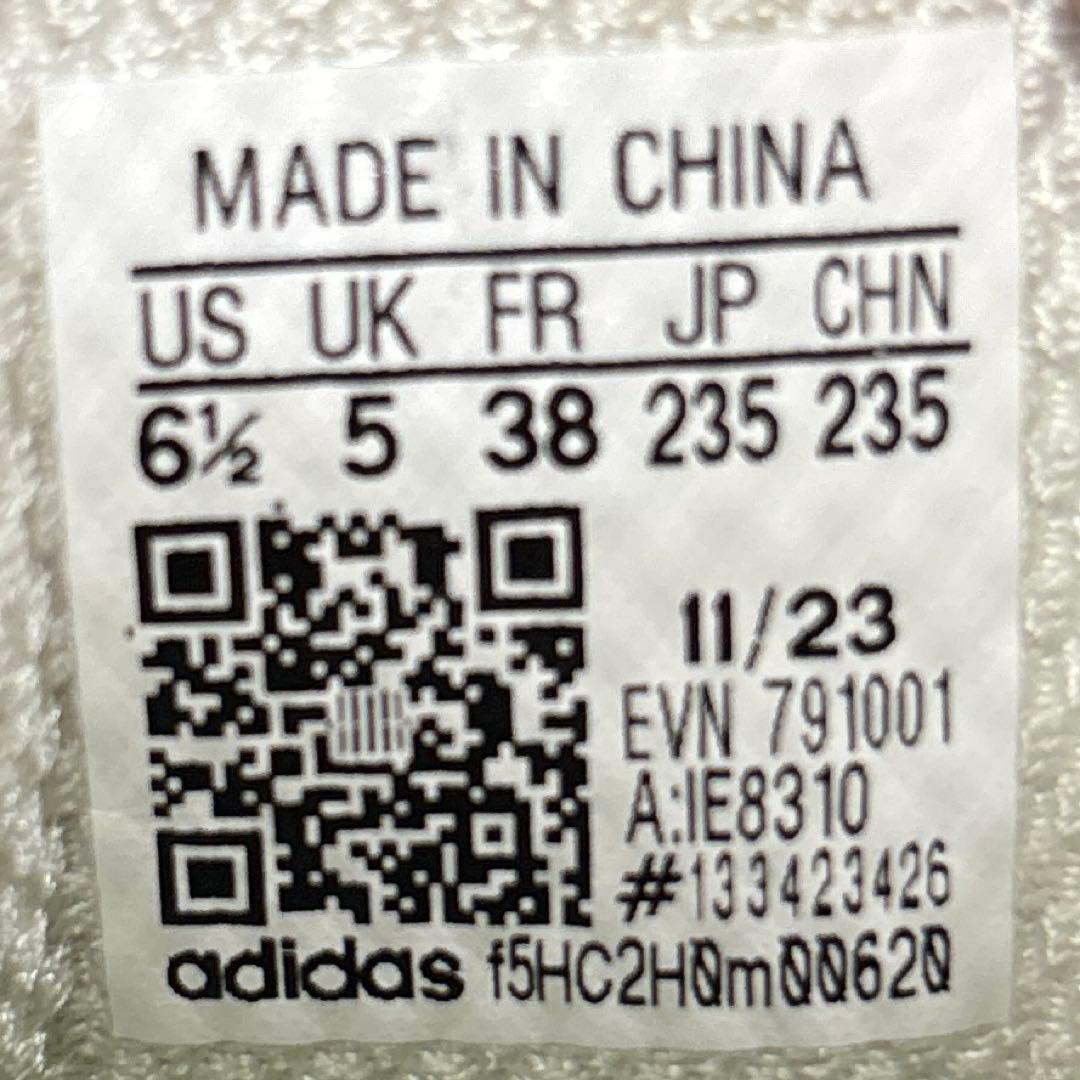 MADE IN CHINA
US UK FR JP CHN
6½ 5 38 235 235
11/23
EVN 791001
A:IE8310
#133423426
adidas f5HC2H0m00620